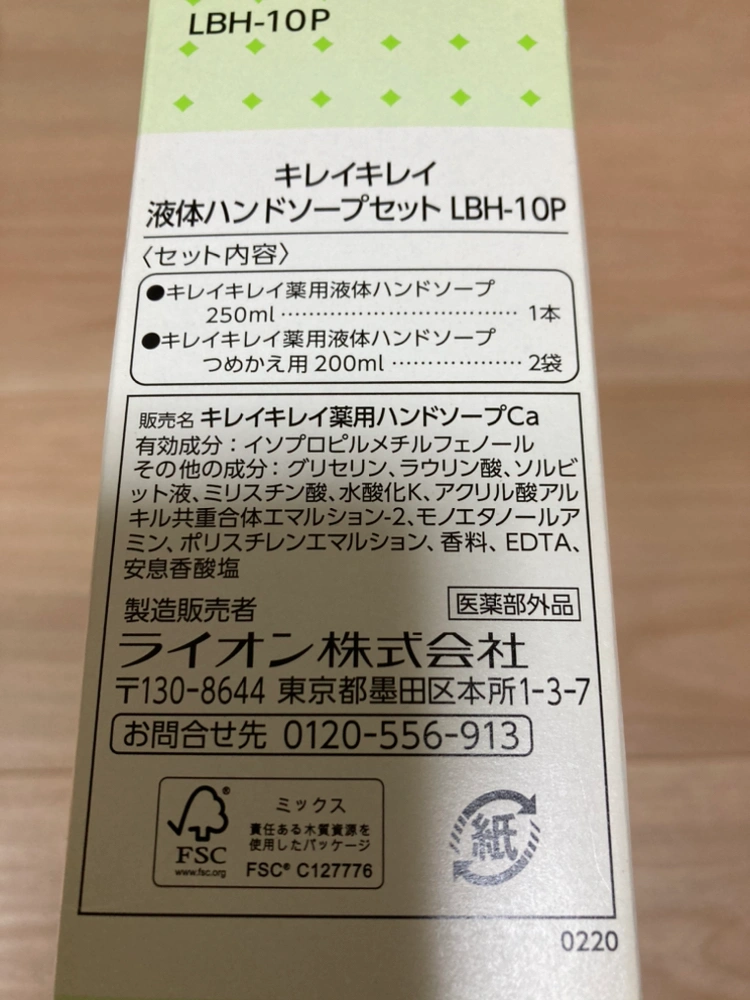 LBH-10P
キレイキレイ
液体ハンドソープセット LBH-10P
〈セット内容〉
●キレイキレイ薬用液体ハンドソープ
250ml ································ 1本
●キレイキレイ薬用液体ハンドソープ
つめかえ用 200ml ·················· 2袋
販売名 キレイキレイ薬用ハンドソープCa
有効成分：イソプロピルメチルフェノール
その他の成分：グリセリン、ラウリン酸、ソルビ
ット液、ミリスチン酸、水酸化K、アクリル酸アル
キル共重合体エマルション-2、モノエタノールア
ミン、ポリスチレンエマルション、香料、EDTA、
安息香酸塩
製造販売者 医薬部外品
ライオン株式会社
〒130-8644 東京都墨田区本所1-3-7
お問合せ先 0120-556-913
FSC®
www.fsc.org
ミックス
責任ある木質資源を
使用したパッケージ
FSC® C127776
紙
0220